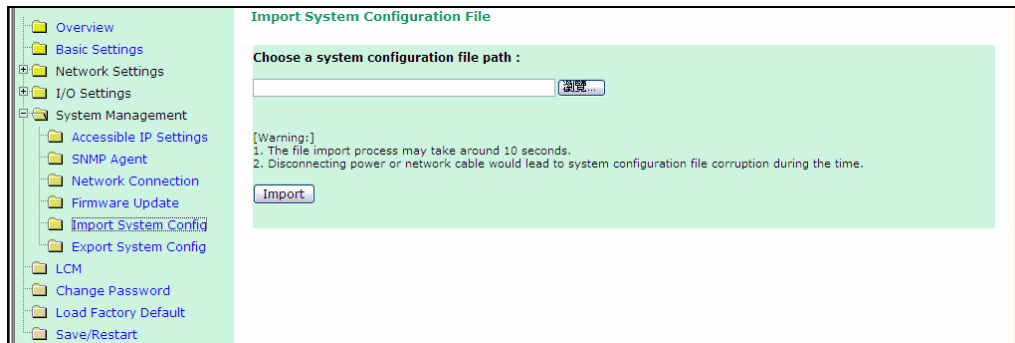 Overview
Basic Settings
Network Settings
I/O Settings
System Management
Accessible IP Settings
SNMP Agent
Network Connection
Firmware Update
Import System Config
Export System Config
LCM
Change Password
Load Factory Default
Save/Restart
Import System Configuration File
Choose a system configuration file path :
瀏覽...
[Warning:]
1. The file import process may take around 10 seconds.
2. Disconnecting power or network cable would lead to system configuration file corruption during the time.
Import